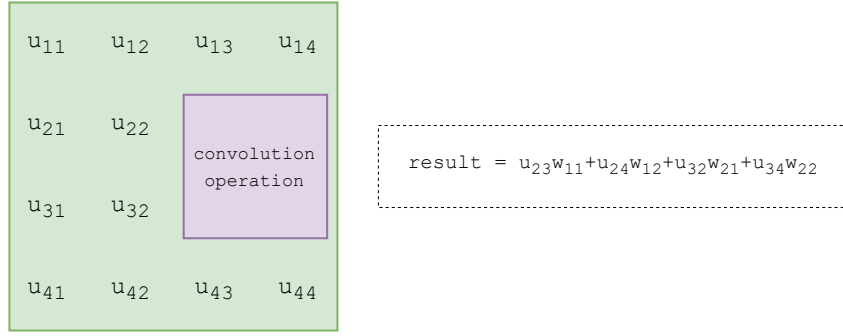 u₁₁ u₁₂ u₁₃ u₁₄
u₂₁ u₂₂
convolution
operation
result = u₂₃w₁₁+u₂₄w₁₂+u₃₂w₂₁+u₃₄w₂₂
u₃₁ u₃₂
u₄₁ u₄₂ u₄₃ u₄₄